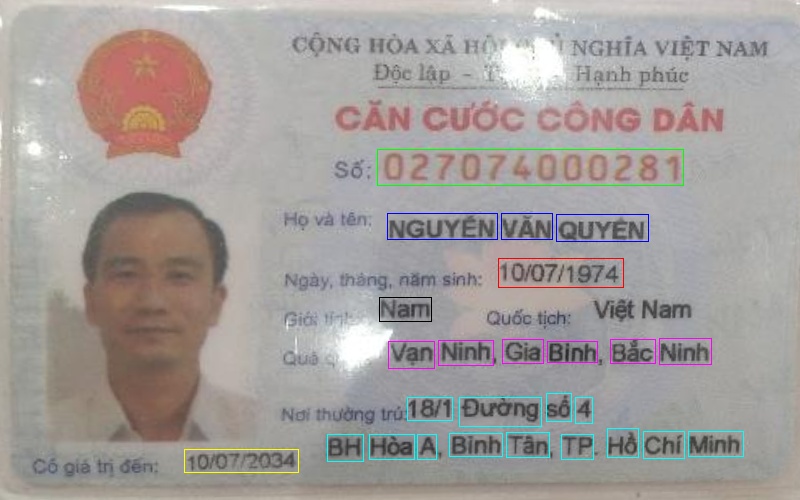 CỘNG HÒA XÃ HỘI CHỦ NGHĨA VIỆT NAM
Độc lập - Hạnh phúc
CĂN CƯỚC CÔNG DÂN
Số: 027074000281
Họ và tên: NGUYỄN VĂN QUYỀN
Ngày, tháng, năm sinh: 10/07/1974
Giới tính: Nam Quốc tịch: Việt Nam
Quê Vạn Ninh, Gia Bình, Bắc Ninh
Nơi thường trú: 18/1 Đường số 4
BH Hòa A, Bình Tân, TP. Hồ Chí Minh
Có giá trị đến: 10/07/2034